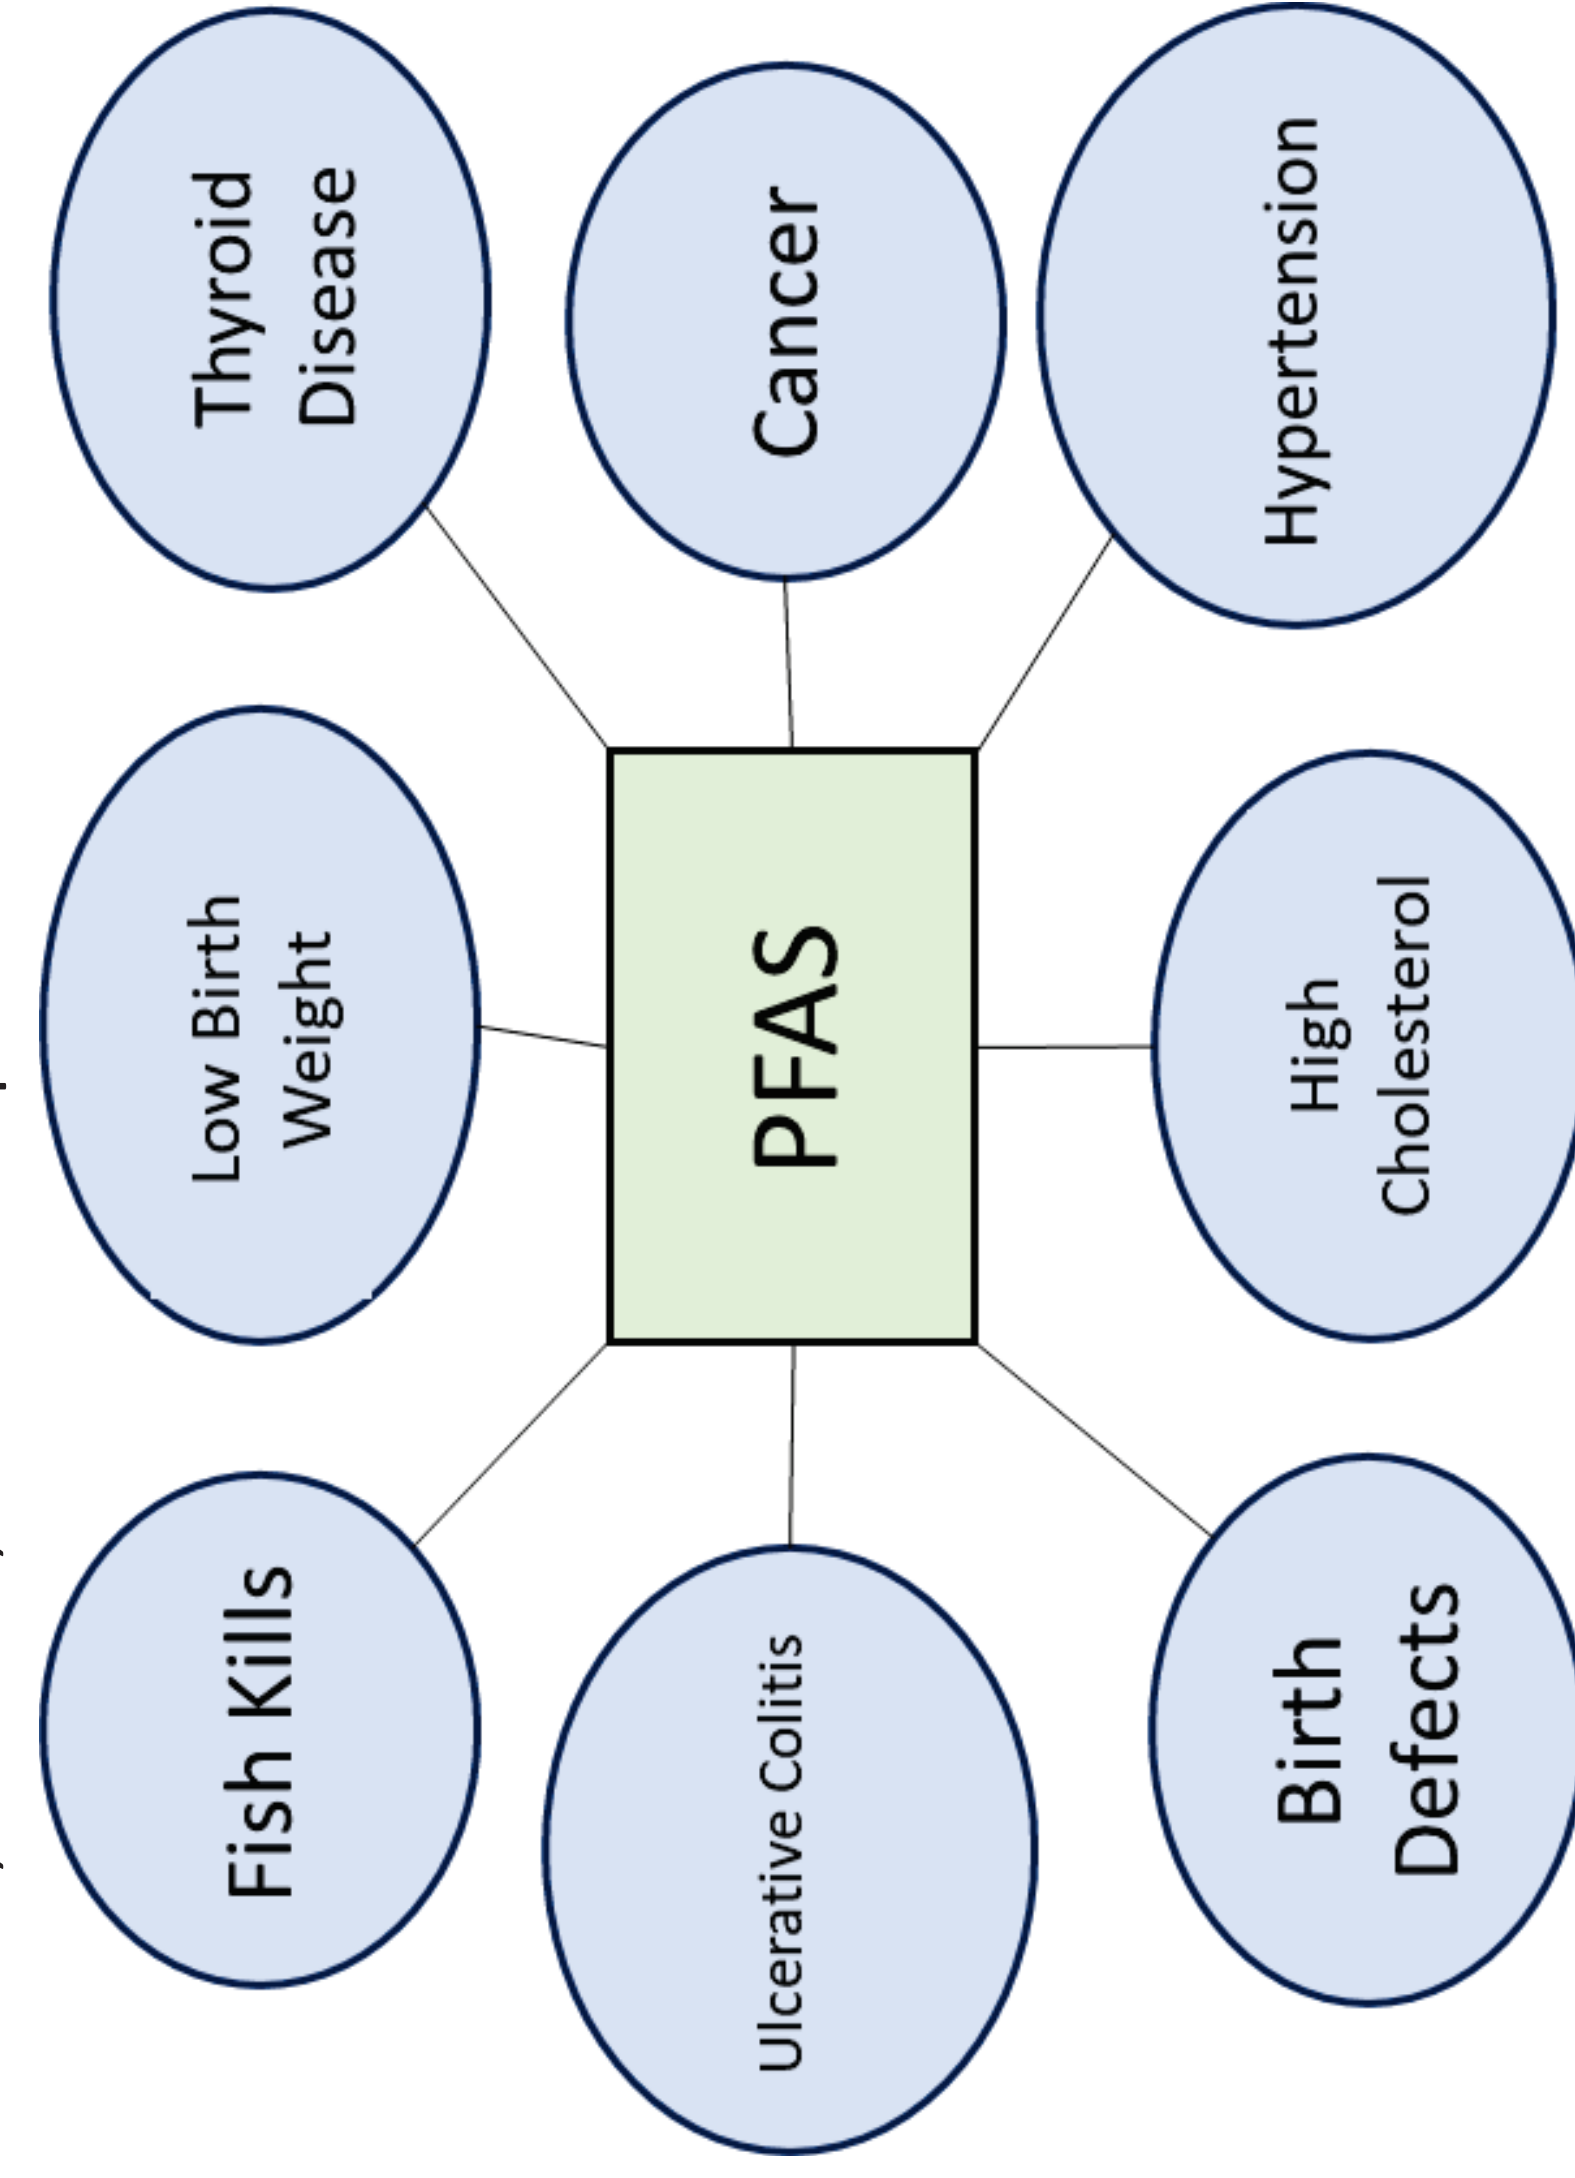 Fish Kills
Low Birth
Weight
Thyroid
Disease
Ulcerative Colitis
PFAS
Cancer
Birth
Defects
High
Cholesterol
Hypertension